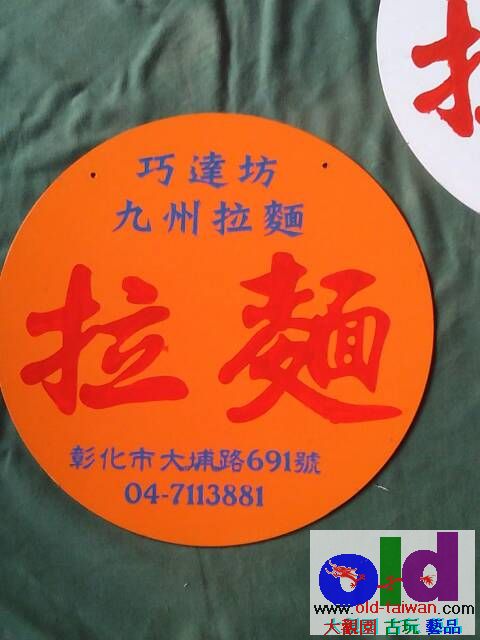 巧達坊
九州拉麵
拉麵
彰化市大埔路691號
04-7113881
拉
old
www.old-taiwan.com
大觀園 古玩 藝品